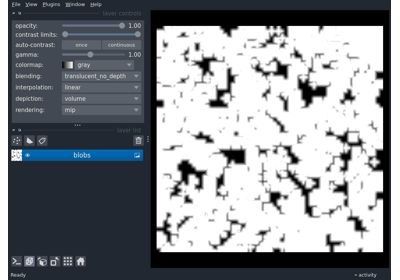 File View Plugins Window Help
layer controls
opacity: 1.00
contrast limits:
auto-contrast: once continuous
gamma: 1.00
colormap: gray
blending: translucent_no_depth
interpolation: linear
depiction: volume
rendering: mip
layer list
blobs
Ready activity